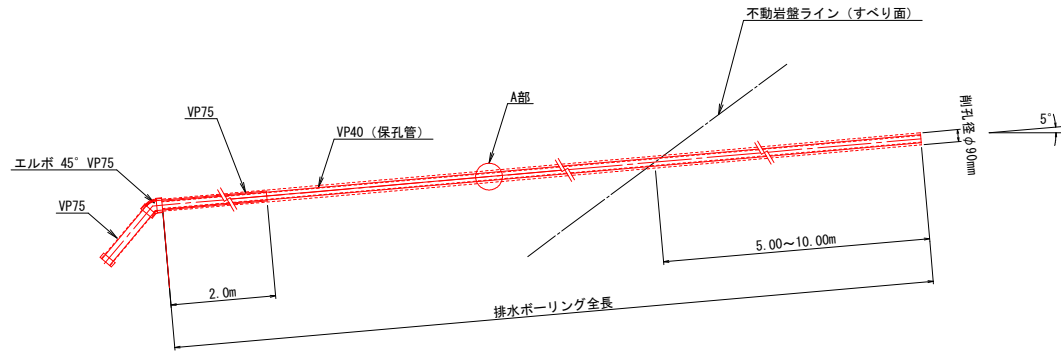 不動岩盤ライン（すべり面）
A部
VP75
VP40（保孔管）
削孔径φ90mm
5°
エルボ 45° VP75
VP75
5.00～10.00m
2.0m
排水ボーリング全長